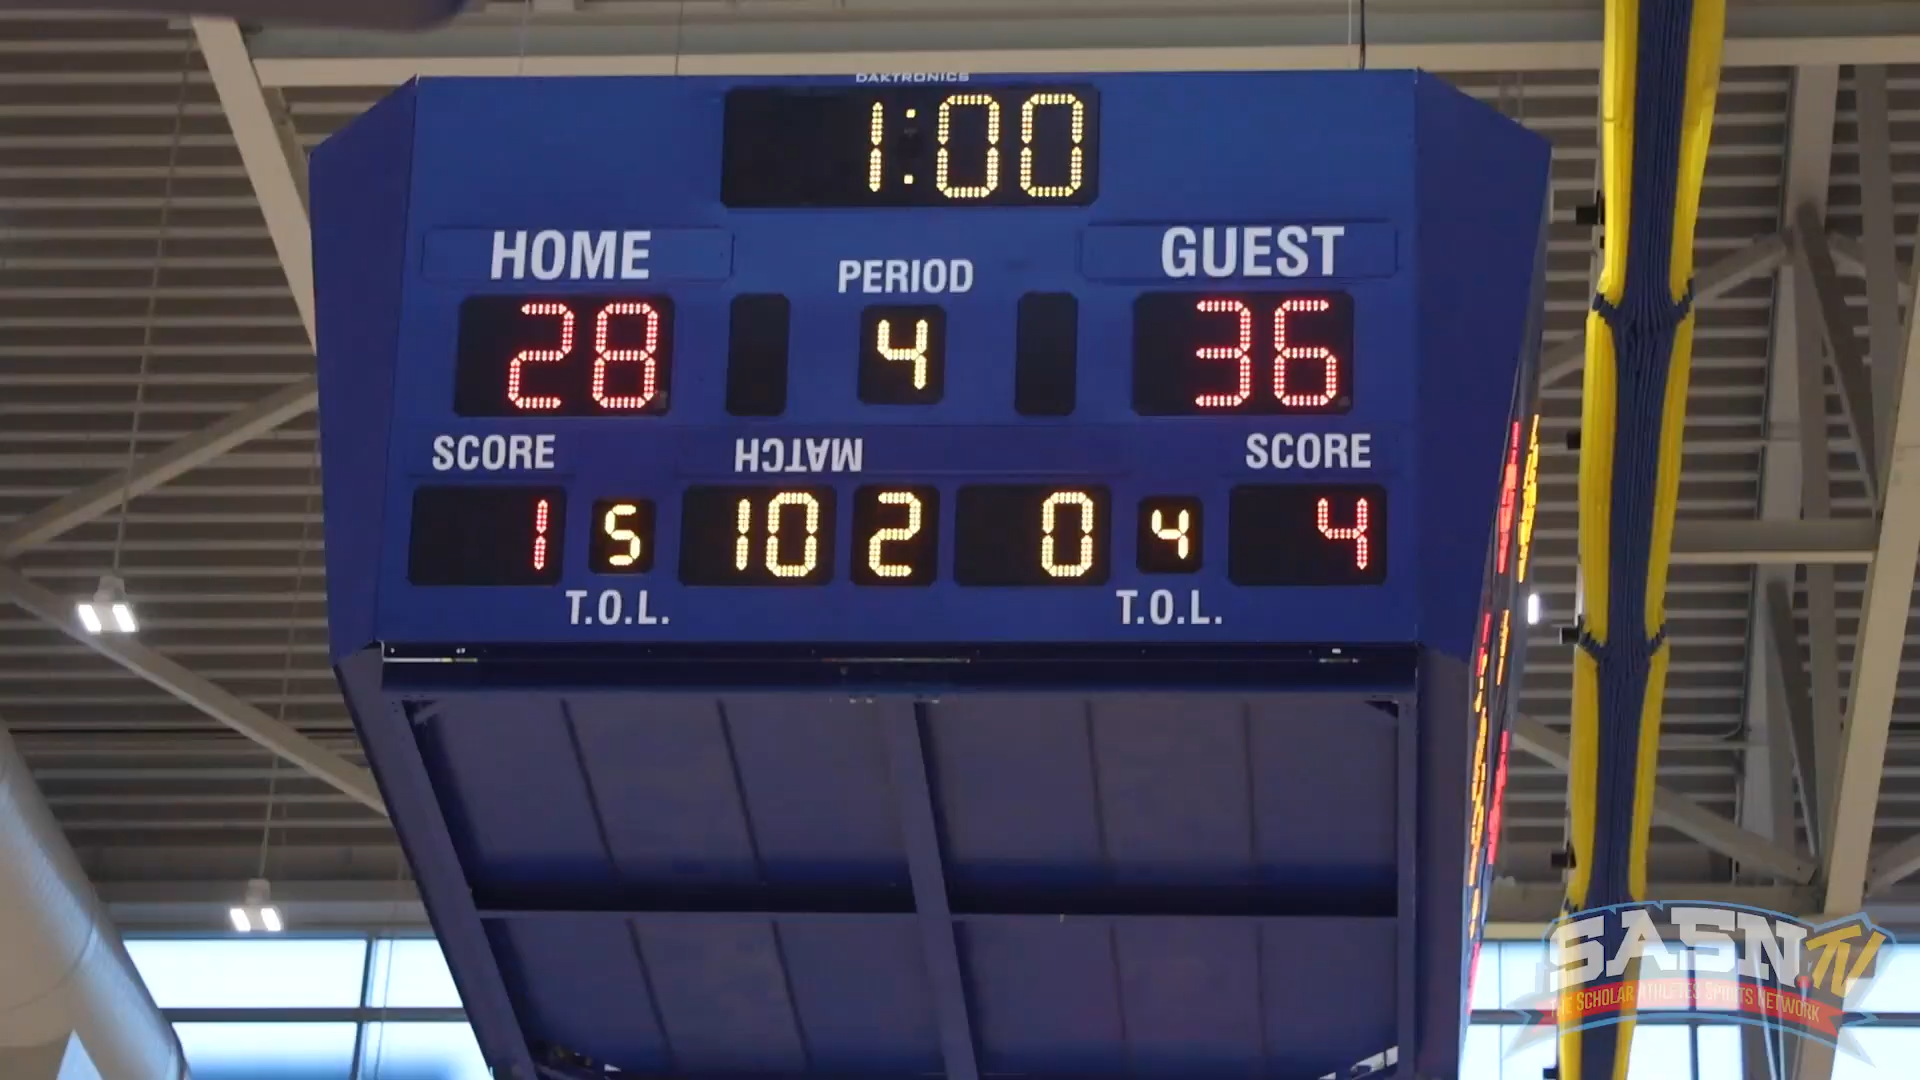 DAKTRONICS
1:00
HOME PERIOD GUEST
28 4 36
SCORE MATCH SCORE
1 5 10 2 0 4 4
T.O.L. T.O.L.
SASN.TV
THE SCHOLAR ATHLETES SPORTS NETWORK